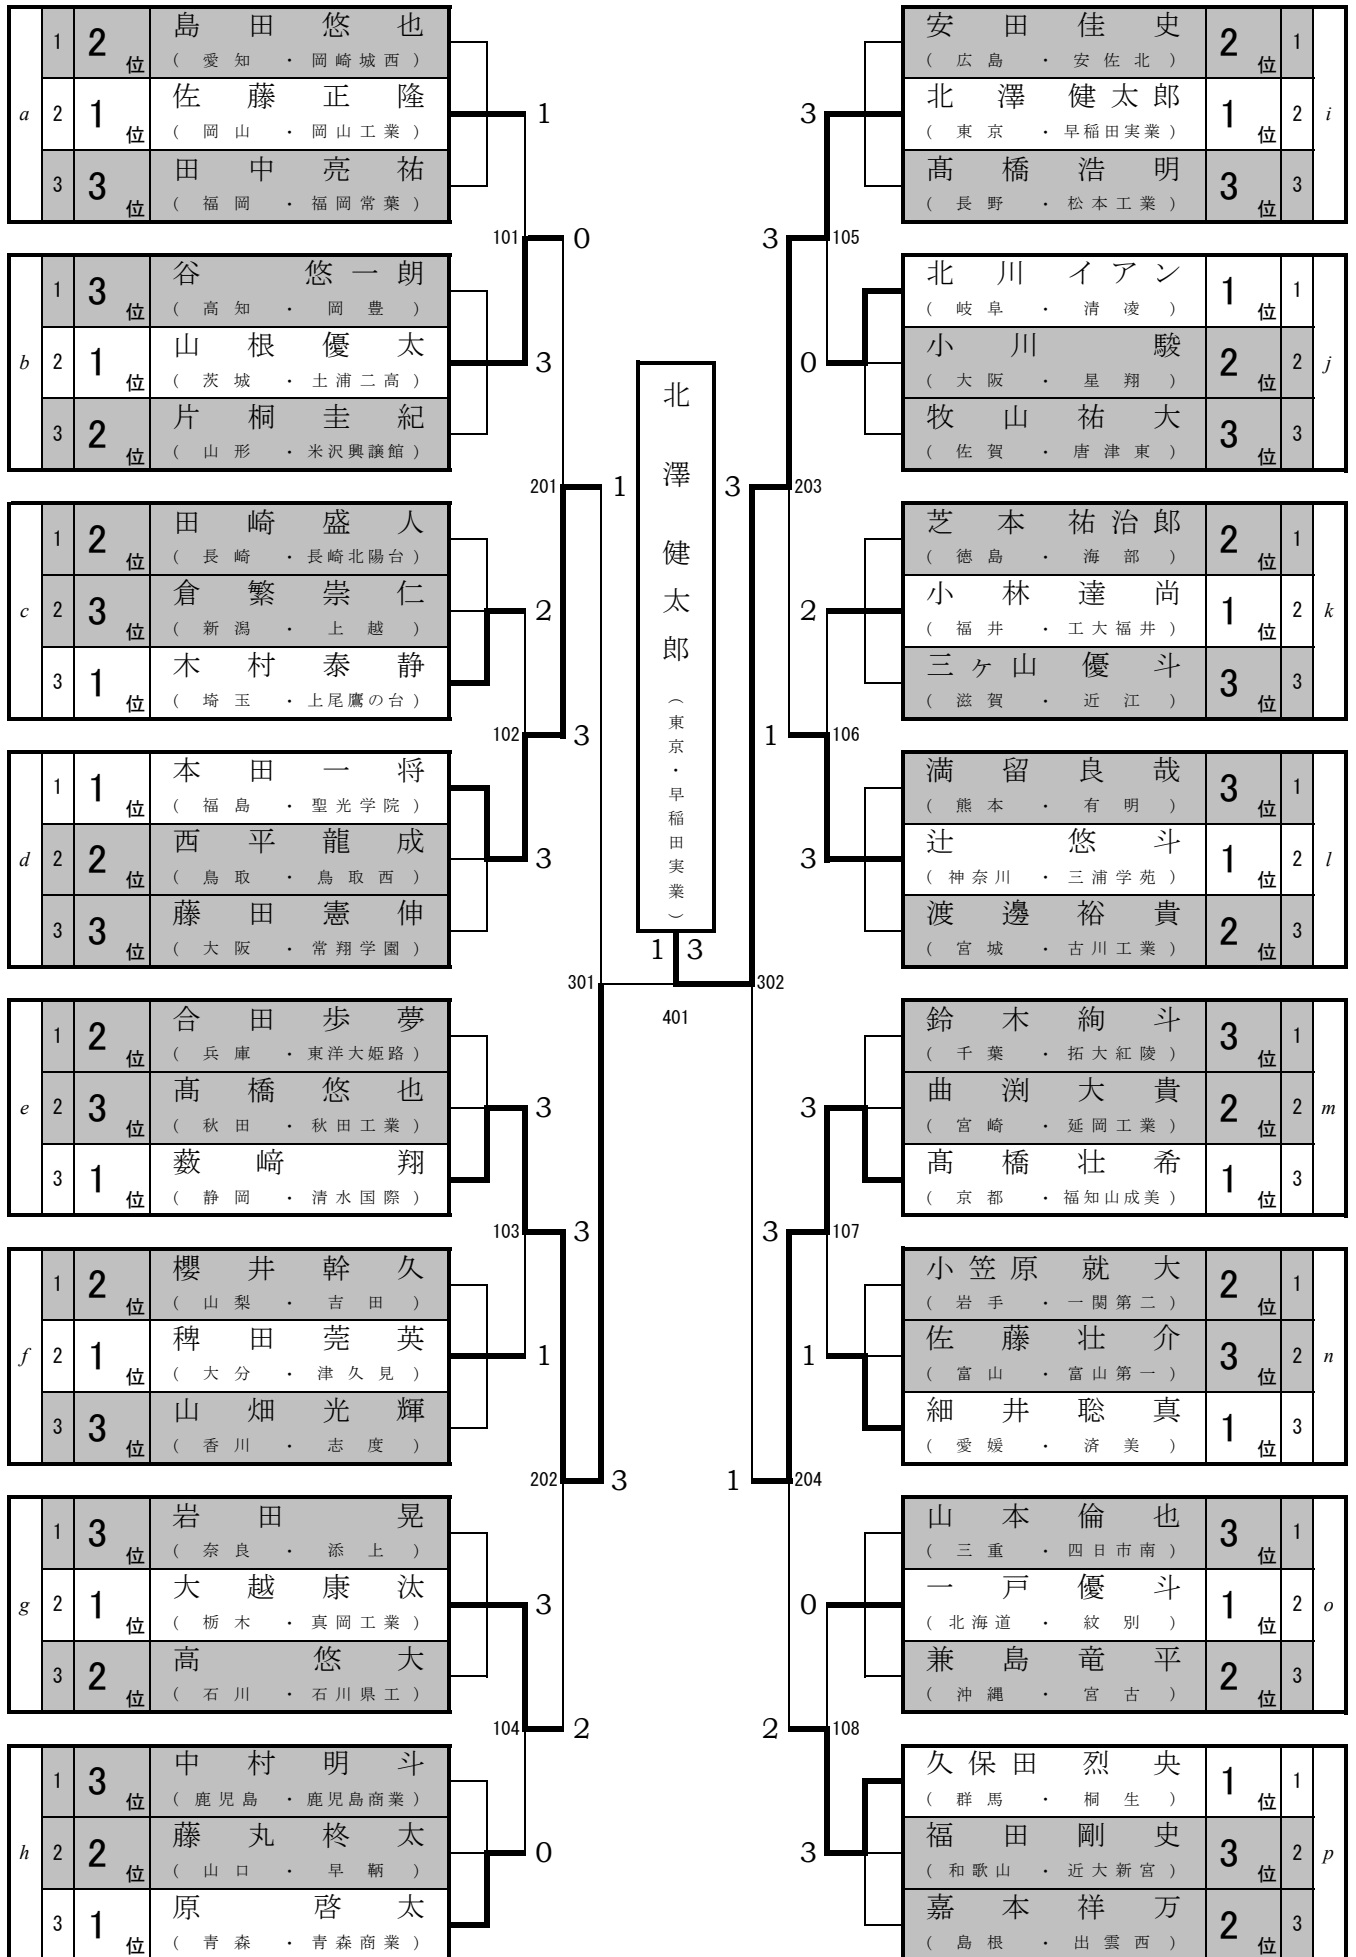 a
1 2位 島田悠也
(愛知・岡崎城西)
2 1位 佐藤正隆
(岡山・岡山工業)
3 3位 田中亮祐
(福岡・福岡常葉)
b
1 3位 谷悠一朗
(高知・岡豊)
2 1位 山根優太
(茨城・土浦二高)
3 2位 片桐圭紀
(山形・米沢興譲館)
c
1 2位 田崎盛人
(長崎・長崎北陽台)
2 3位 倉繁崇仁
(新潟・上越)
3 1位 木村泰静
(埼玉・上尾鷹の台)
d
1 1位 本田一将
(福島・聖光学院)
2 2位 西平龍成
(鳥取・鳥取西)
3 3位 藤田憲伸
(大阪・常翔学園)
e
1 2位 合田歩夢
(兵庫・東洋大姫路)
2 3位 髙橋悠也
(秋田・秋田工業)
3 1位 薮﨑翔
(静岡・清水国際)
f
1 2位 櫻井幹久
(山梨・吉田)
2 1位 稗田莞英
(大分・津久見)
3 3位 山畑光輝
(香川・志度)
g
1 3位 岩田晃
(奈良・添上)
2 1位 大越康汰
(栃木・真岡工業)
3 2位 高悠大
(石川・石川県工)
h
1 3位 中村明斗
(鹿児島・鹿児島商業)
2 2位 藤丸柊太
(山口・早鞆)
3 1位 原啓太
(青森・青森商業)
1
101 0
3
201 1
2
102 3
3
301
3
103 3
1
202 3
3
104 2
0
北澤健太郎(東京・早稲田実業)
1 3
401
3
3 105
0
3 203
2
1 106
3
302
3
3 107
1
1 204
0
2 108
3
安田佳史 2位 1
(広島・安佐北)
北澤健太郎 1位 2
(東京・早稲田実業)
髙橋浩明 3位 3
(長野・松本工業)
i
北川イアン 1位 1
(岐阜・清凌)
小川駿 2位 2
(大阪・星翔)
牧山祐大 3位 3
(佐賀・唐津東)
j
芝本祐治郎 2位 1
(徳島・海部)
小林達尚 1位 2
(福井・工大福井)
三ヶ山優斗 3位 3
(滋賀・近江)
k
満留良哉 3位 1
(熊本・有明)
辻悠斗 1位 2
(神奈川・三浦学苑)
渡邊裕貴 2位 3
(宮城・古川工業)
l
鈴木絢斗 3位 1
(千葉・拓大紅陵)
曲渕大貴 2位 2
(宮崎・延岡工業)
髙橋壮希 1位 3
(京都・福知山成美)
m
小笠原就大 2位 1
(岩手・一関第二)
佐藤壮介 3位 2
(富山・富山第一)
細井聡真 1位 3
(愛媛・済美)
n
山本倫也 3位 1
(三重・四日市南)
一戸優斗 1位 2
(北海道・紋別)
兼島竜平 2位 3
(沖縄・宮古)
o
久保田烈央 1位 1
(群馬・桐生)
福田剛史 3位 2
(和歌山・近大新宮)
嘉本祥万 2位 3
(島根・出雲西)
p